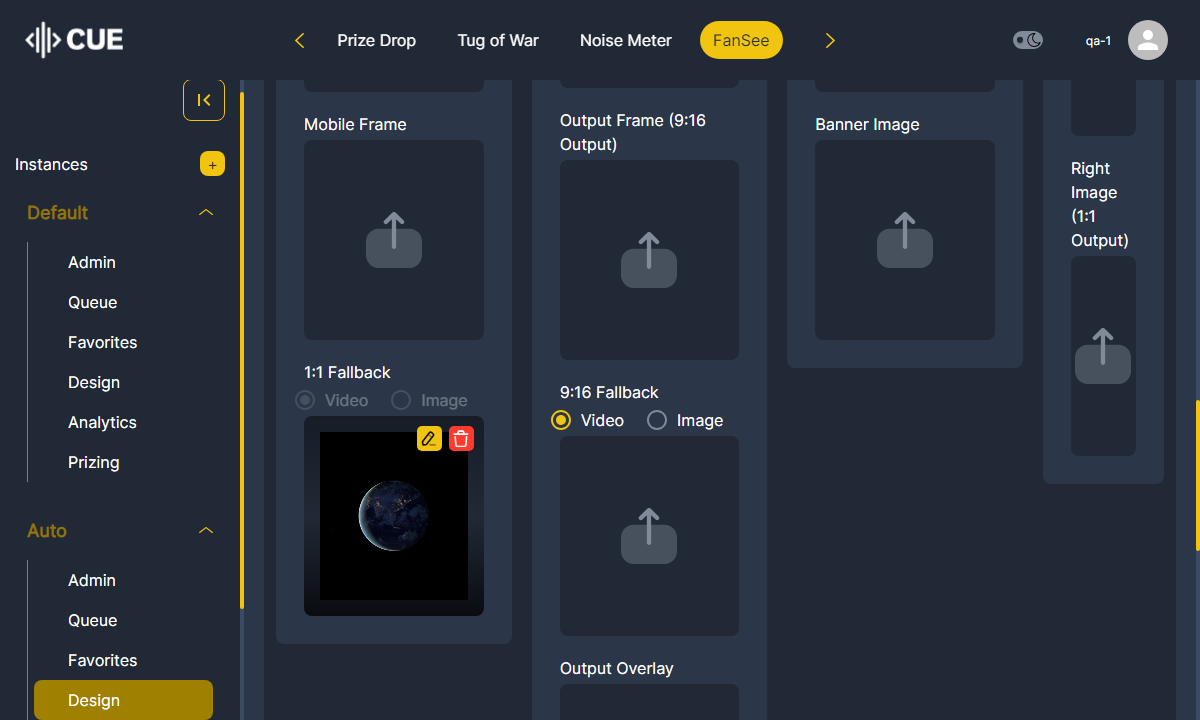 CUE
Prize Drop
Tug of War
Noise Meter
FanSee
qa-1
Instances
+
Default
Admin
Queue
Favorites
Design
Analytics
Prizing
Auto
Admin
Queue
Favorites
Design
Mobile Frame
1:1 Fallback
Video
Image
Output Frame (9:16
Output)
9:16 Fallback
Video
Image
Output Overlay
Banner Image
Right
Image
(1:1
Output)